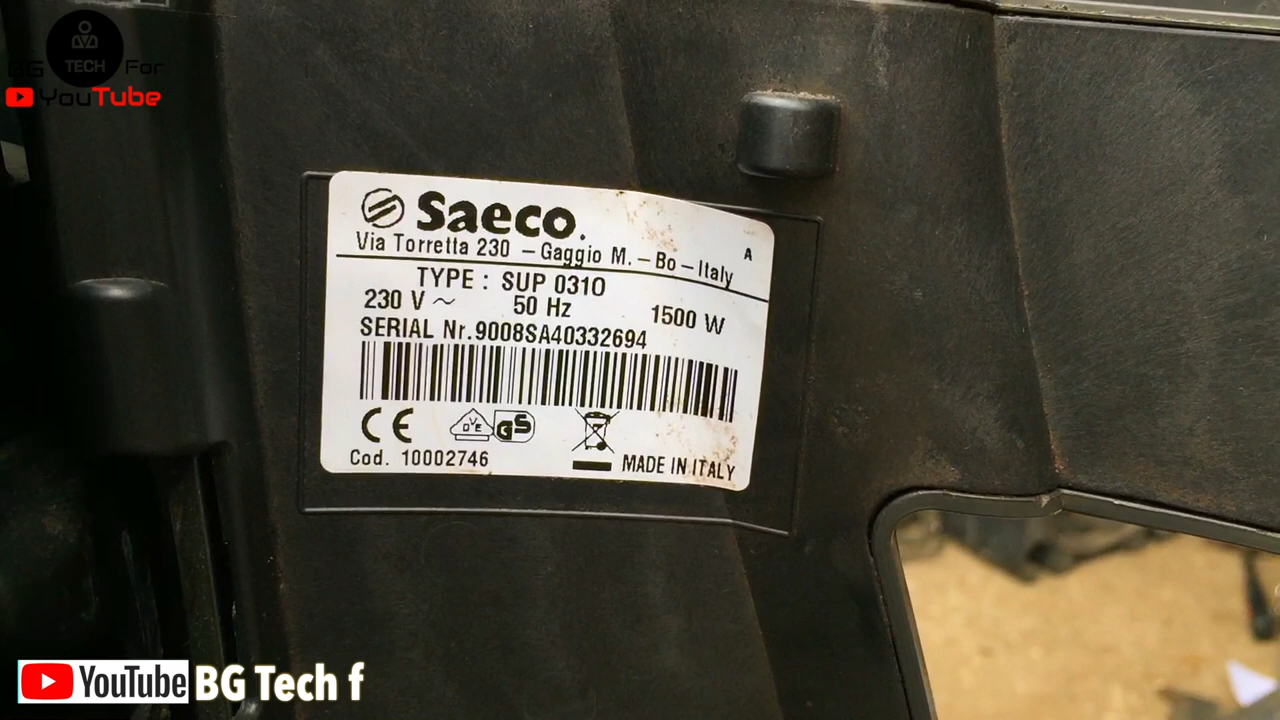 BG TECH For
YouTube
Saeco.
Via Torretta 230 – Gaggio M. – Bo – Italy
A
TYPE : SUP 0310
230 V ~ 50 Hz 1500 W
SERIAL Nr.9008SA40332694
CE
DVE GS
Cod. 10002746
MADE IN ITALY
YouTube BG Tech f